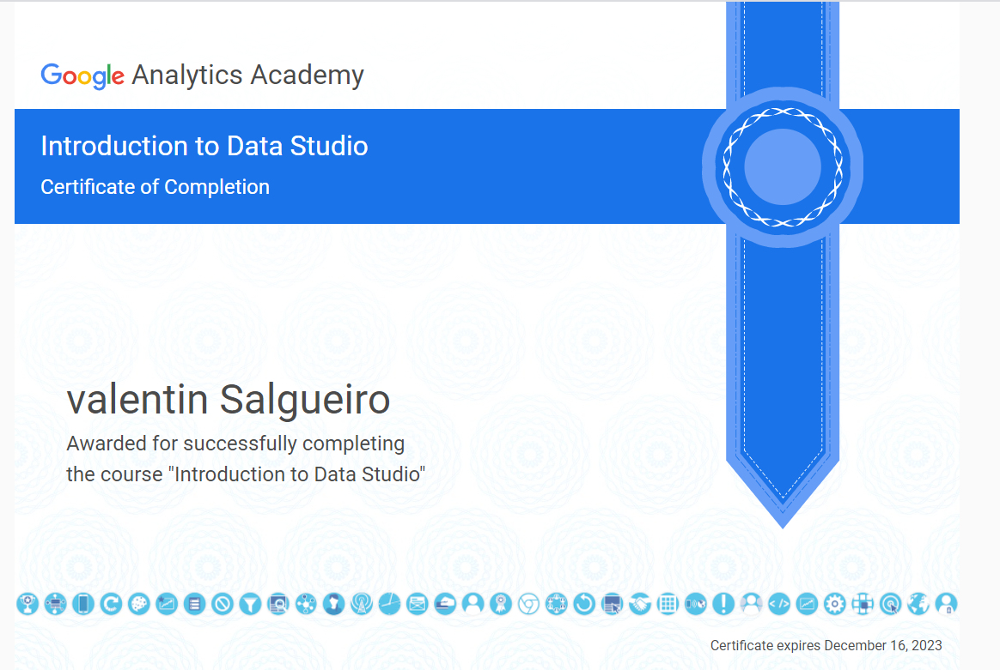 Google Analytics Academy
Introduction to Data Studio
Certificate of Completion
valentin Salgueiro
Awarded for successfully completing
the course "Introduction to Data Studio"
Certificate expires December 16, 2023